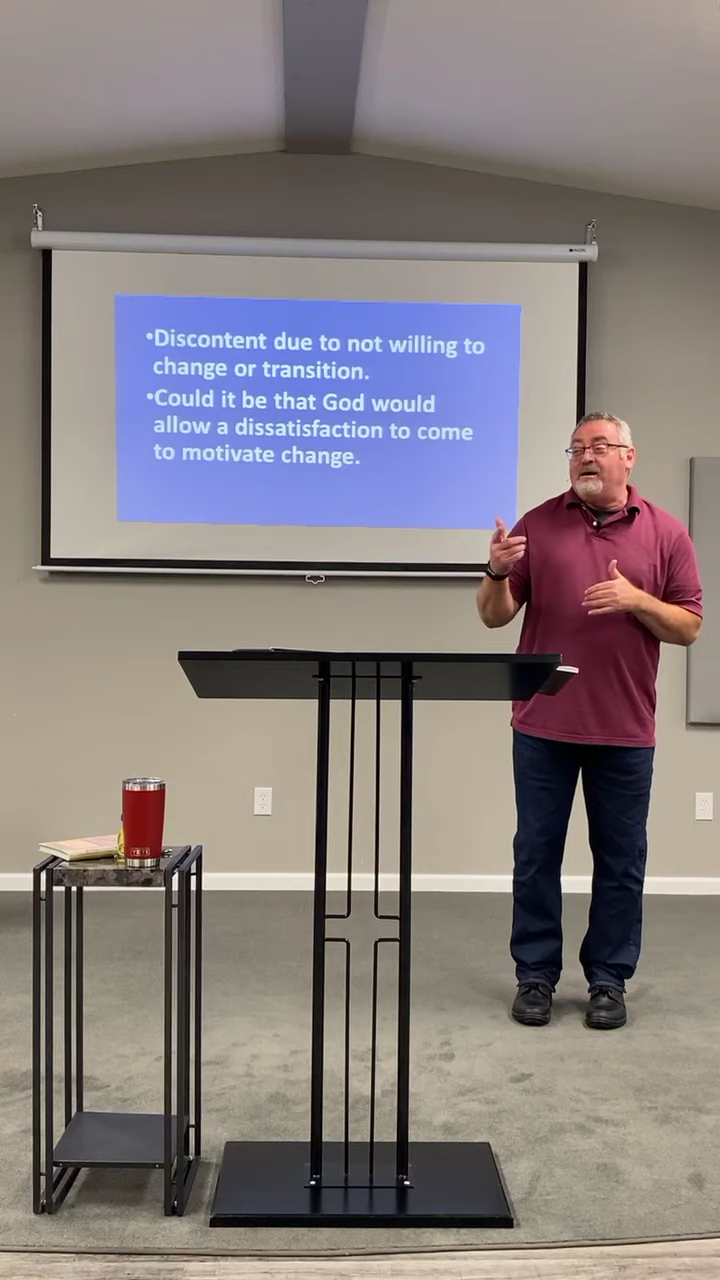 •Discontent due to not willing to
change or transition.
•Could it be that God would
allow a dissatisfaction to come
to motivate change.
YETI